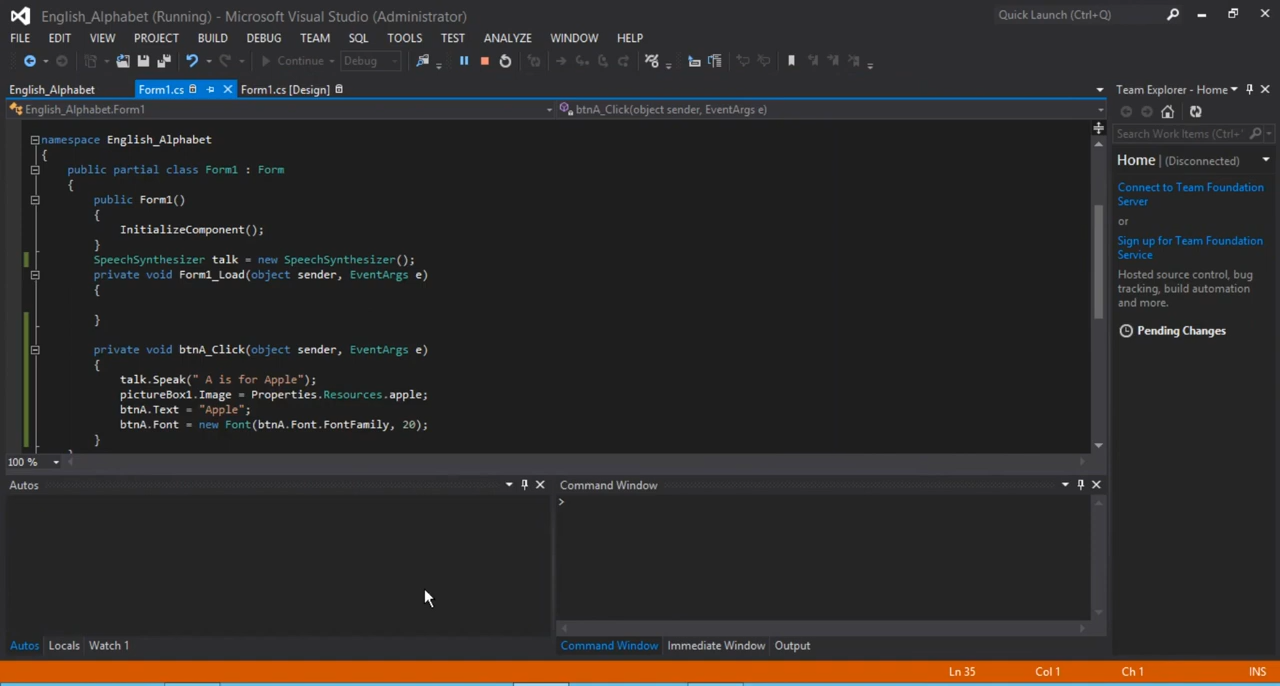 English_Alphabet (Running) - Microsoft Visual Studio (Administrator)
Quick Launch (Ctrl+Q)
FILE EDIT VIEW PROJECT BUILD DEBUG TEAM SQL TOOLS TEST ANALYZE WINDOW HELP
Continue Debug
English_Alphabet Form1.cs Form1.cs [Design]
English_Alphabet.Form1 btnA_Click(object sender, EventArgs e)
namespace English_Alphabet
{
public partial class Form1 : Form
{
public Form1()
{
InitializeComponent();
}
SpeechSynthesizer talk = new SpeechSynthesizer();
private void Form1_Load(object sender, EventArgs e)
{
}
private void btnA_Click(object sender, EventArgs e)
{
talk.Speak(" A is for Apple");
pictureBox1.Image = Properties.Resources.apple;
btnA.Text = "Apple";
btnA.Font = new Font(btnA.Font.FontFamily, 20);
}
100 %
Autos
Command Window
>
Autos Locals Watch 1
Command Window Immediate Window Output
Team Explorer - Home
Search Work Items (Ctrl+'
Home | (Disconnected)
Connect to Team Foundation
Server
or
Sign up for Team Foundation
Service
Hosted source control, bug
tracking, build automation
and more.
Pending Changes
Ln 35 Col 1 Ch 1 INS